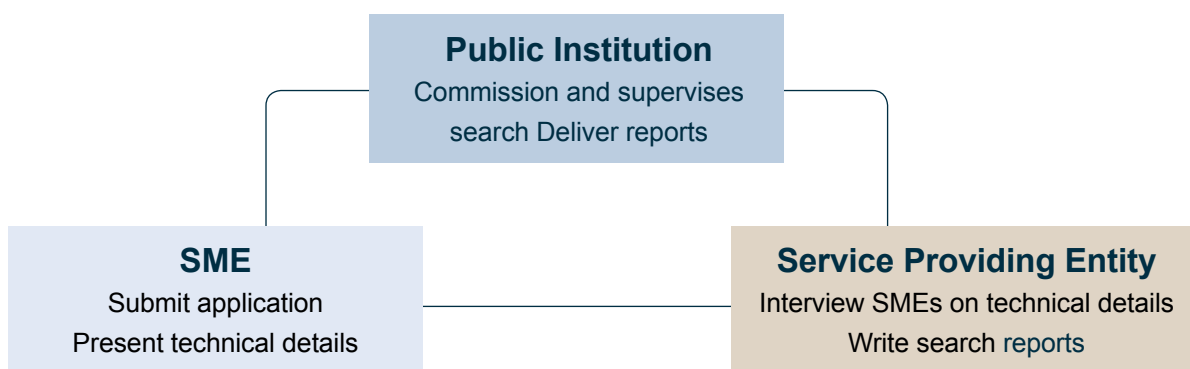 Public Institution
Commission and supervises
search Deliver reports
SME
Submit application
Present technical details
Service Providing Entity
Interview SMEs on technical details
Write search reports